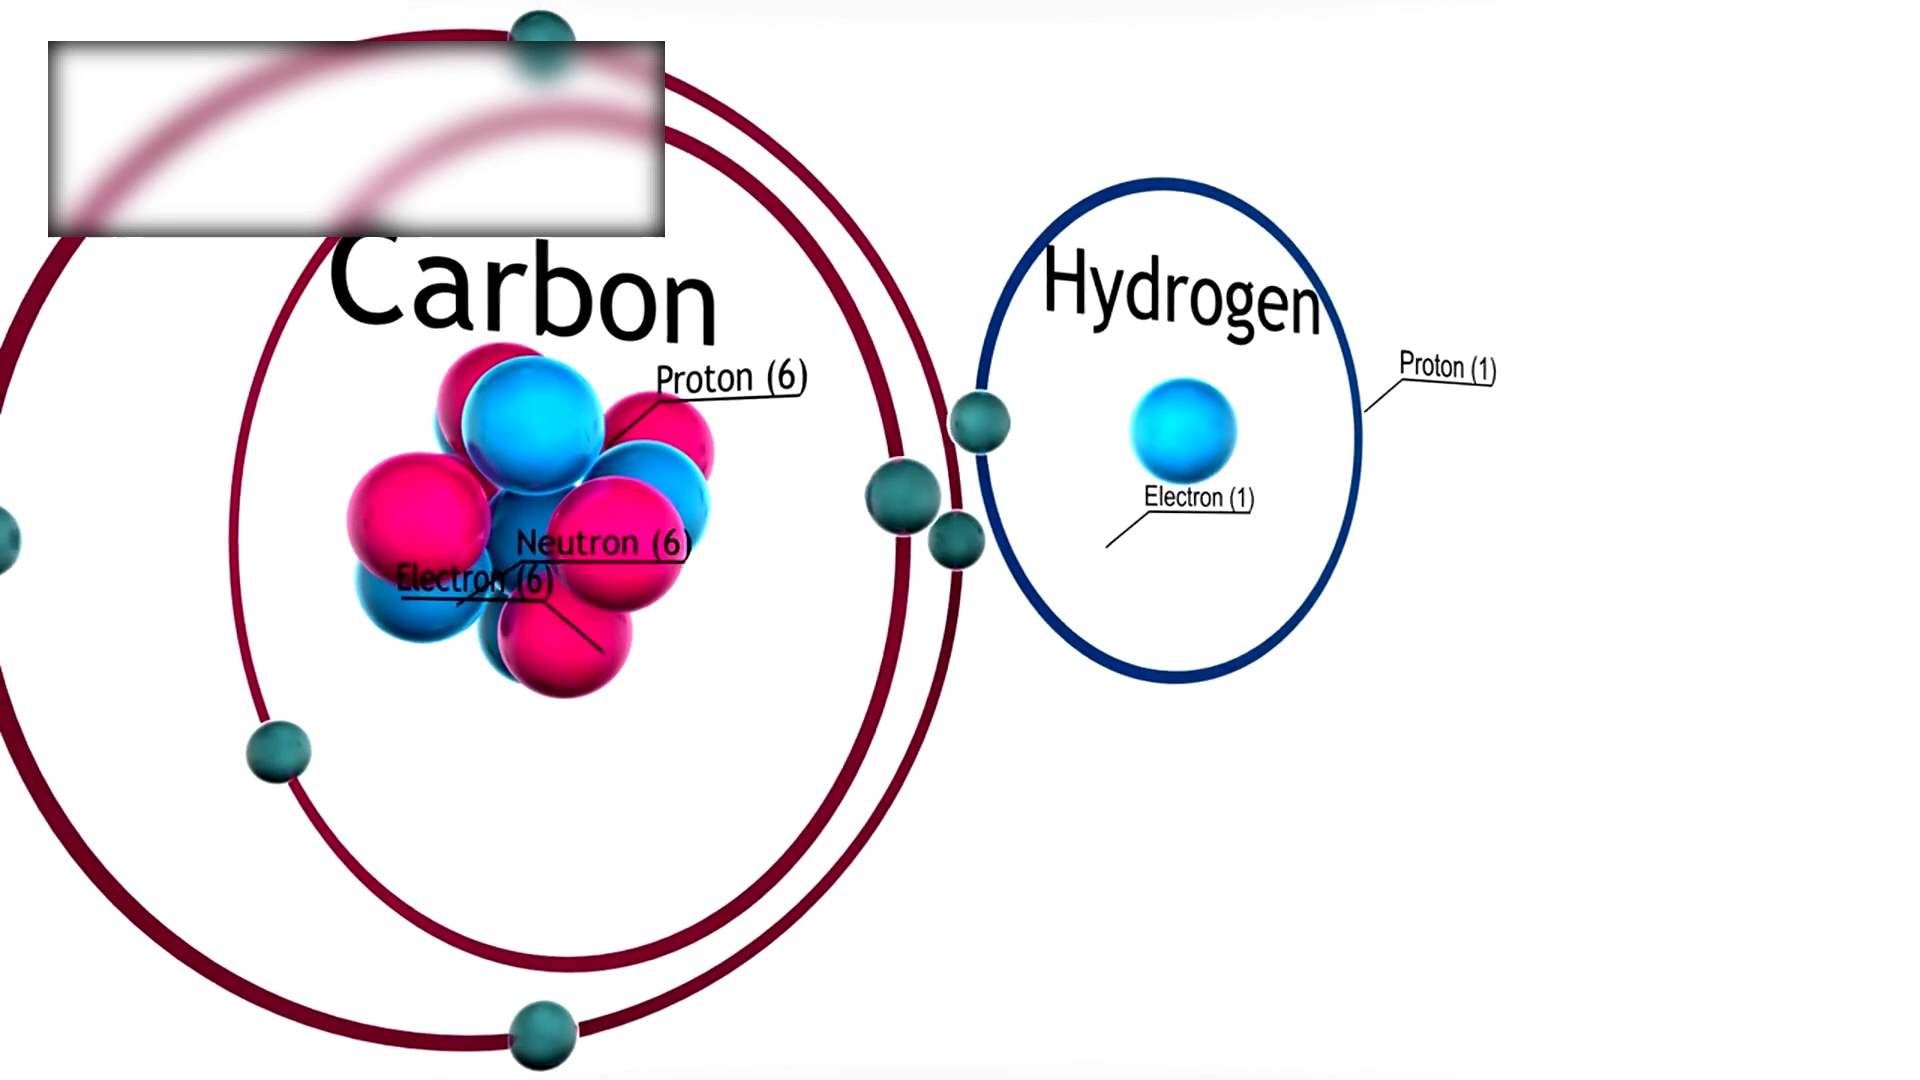 Carbon
Proton (6)
Neutron (6)
Electron (6)
Hydrogen
Proton (1)
Electron (1)